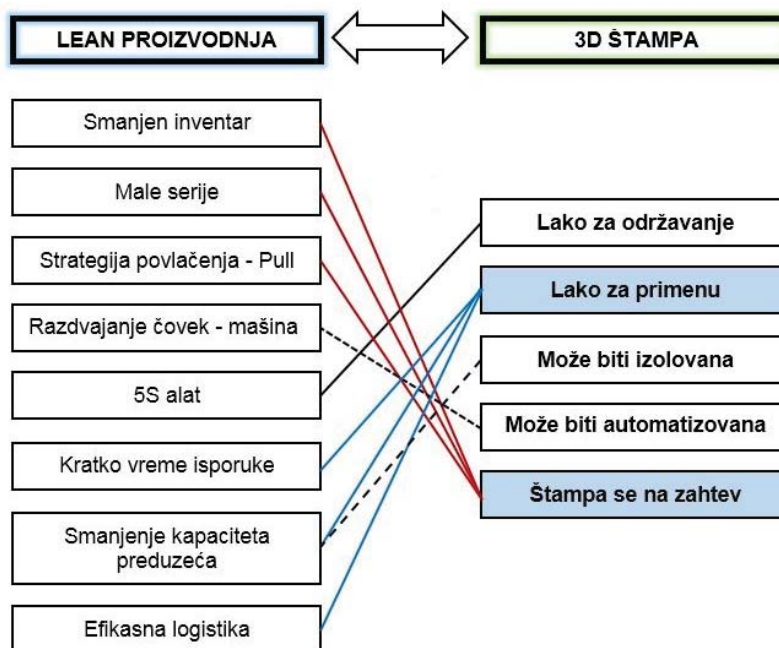 LEAN PROIZVODNJA
3D ŠTAMPA
Smanjen inventar
Male serije
Strategija povlačenja - Pull
Razdvajanje čovek - mašina
5S alat
Kratko vreme isporuke
Smanjenje kapaciteta
preduzeća
Efikasna logistika
Lako za održavanje
Lako za primenu
Može biti izolovana
Može biti automatizovana
Štampa se na zahtev